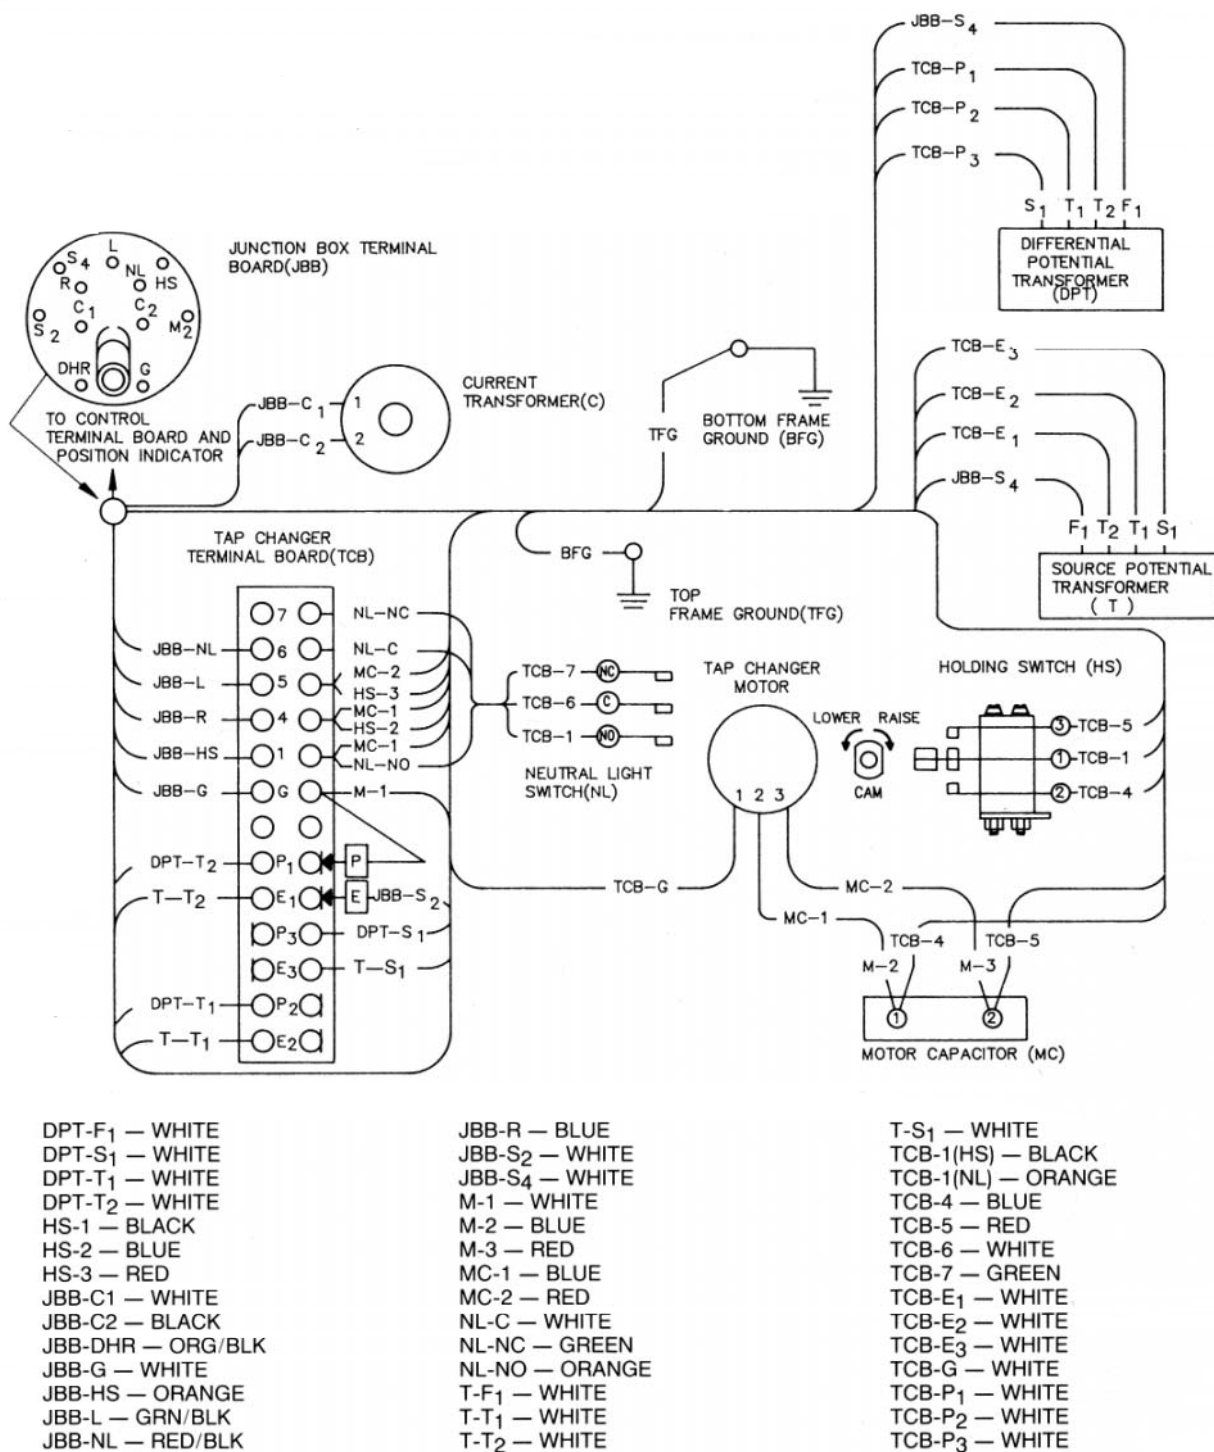 JBB-S4
TCB-P1
TCB-P2
TCB-P3
S1 T1 T2 F1
DIFFERENTIAL
POTENTIAL
TRANSFORMER
(DPT)
JUNCTION BOX TERMINAL
BOARD(JBB)
L
S4
NL
HS
R
C1
C2
S2
M2
DHR
G
TO CONTROL
TERMINAL BOARD AND
POSITION INDICATOR
JBB-C1
1
JBB-C2
2
CURRENT
TRANSFORMER(C)
TFG
BOTTOM FRAME
GROUND (BFG)
TCB-E3
TCB-E2
TCB-E1
JBB-S4
F1 T2 T1 S1
SOURCE POTENTIAL
TRANSFORMER
( T )
BFG
TOP
FRAME GROUND(TFG)
TAP CHANGER
TERMINAL BOARD(TCB)
7 NL-NC
JBB-NL 6 NL-C
JBB-L 5 MC-2
HS-3
JBB-R 4 MC-1
HS-2
JBB-HS 1 MC-1
NL-NO
JBB-G G M-1
DPT-T2 P1 P
T-T2 E1 E JBB-S2
P3 DPT-S1
E3 T-S1
DPT-T1 P2
T-T1 E2
TCB-7 NC
TCB-6 C
TCB-1 NO
NEUTRAL LIGHT
SWITCH(NL)
TAP CHANGER
MOTOR
1 2 3
LOWER RAISE
CAM
HOLDING SWITCH (HS)
3 TCB-5
1 TCB-1
2 TCB-4
TCB-G
MC-2
MC-1
TCB-4
TCB-5
M-2
M-3
1
2
MOTOR CAPACITOR (MC)
DPT-F1 — WHITE
DPT-S1 — WHITE
DPT-T1 — WHITE
DPT-T2 — WHITE
HS-1 — BLACK
HS-2 — BLUE
HS-3 — RED
JBB-C1 — WHITE
JBB-C2 — BLACK
JBB-DHR — ORG/BLK
JBB-G — WHITE
JBB-HS — ORANGE
JBB-L — GRN/BLK
JBB-NL — RED/BLK
JBB-R — BLUE
JBB-S2 — WHITE
JBB-S4 — WHITE
M-1 — WHITE
M-2 — BLUE
M-3 — RED
MC-1 — BLUE
MC-2 — RED
NL-C — WHITE
NL-NC — GREEN
NL-NO — ORANGE
T-F1 — WHITE
T-T1 — WHITE
T-T2 — WHITE
T-S1 — WHITE
TCB-1(HS) — BLACK
TCB-1(NL) — ORANGE
TCB-4 — BLUE
TCB-5 — RED
TCB-6 — WHITE
TCB-7 — GREEN
TCB-E1 — WHITE
TCB-E2 — WHITE
TCB-E3 — WHITE
TCB-G — WHITE
TCB-P1 — WHITE
TCB-P2 — WHITE
TCB-P3 — WHITE